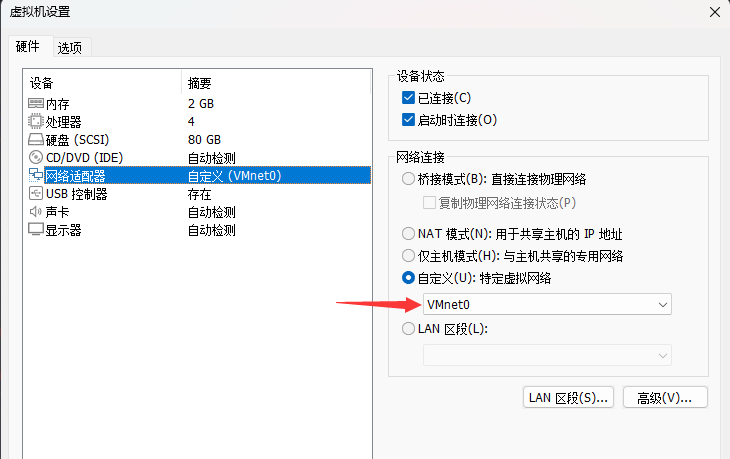 虚拟机设置
硬件 选项
设备 摘要
内存 2 GB
处理器 4
硬盘 (SCSI) 80 GB
CD/DVD (IDE) 自动检测
网络适配器 自定义 (VMnet0)
USB 控制器 存在
声卡 自动检测
显示器 自动检测
设备状态
已连接(C)
启动时连接(O)
网络连接
桥接模式(B): 直接连接物理网络
复制物理网络连接状态(P)
NAT 模式(N): 用于共享主机的 IP 地址
仅主机模式(H): 与主机共享的专用网络
自定义(U): 特定虚拟网络
VMnet0
LAN 区段(L):
LAN 区段(S)... 高级(V)...